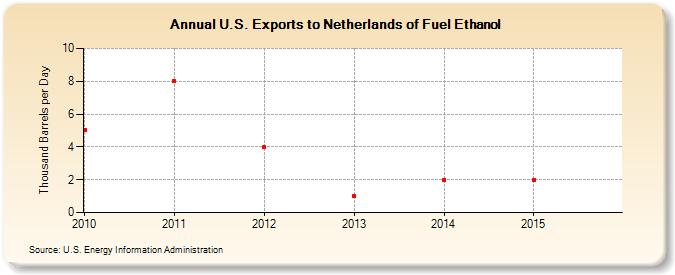 Annual U.S. Exports to Netherlands of Fuel Ethanol
Thousand Barrels per Day
10
8
6
4
2
0
2010 2011 2012 2013 2014 2015
Source: U.S. Energy Information Administration